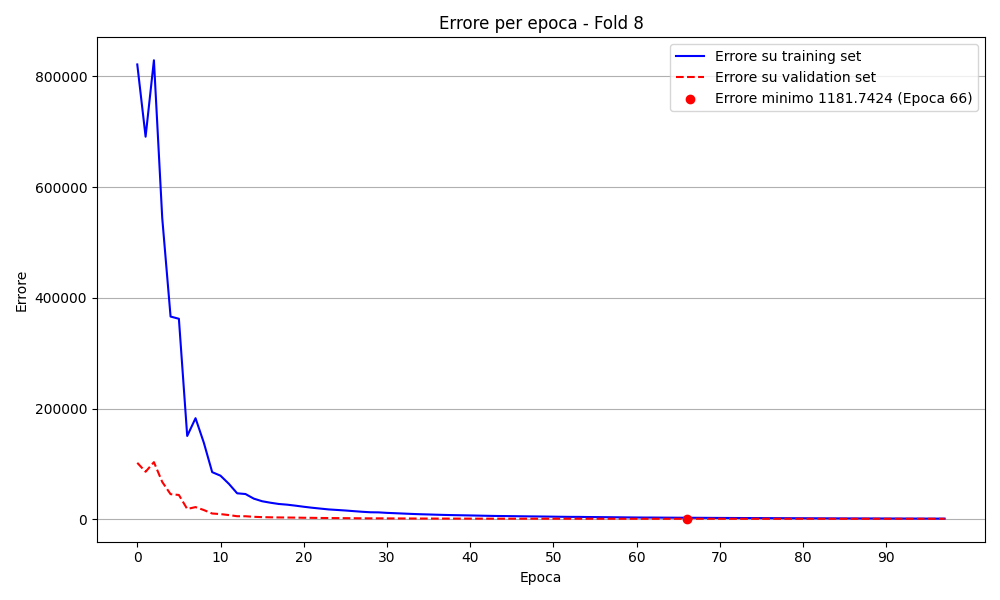 Errore per epoca - Fold 8
Errore su training set
Errore su validation set
Errore minimo 1181.7424 (Epoca 66)
800000
600000
400000
200000
0
Errore
0 10 20 30 40 50 60 70 80 90
Epoca